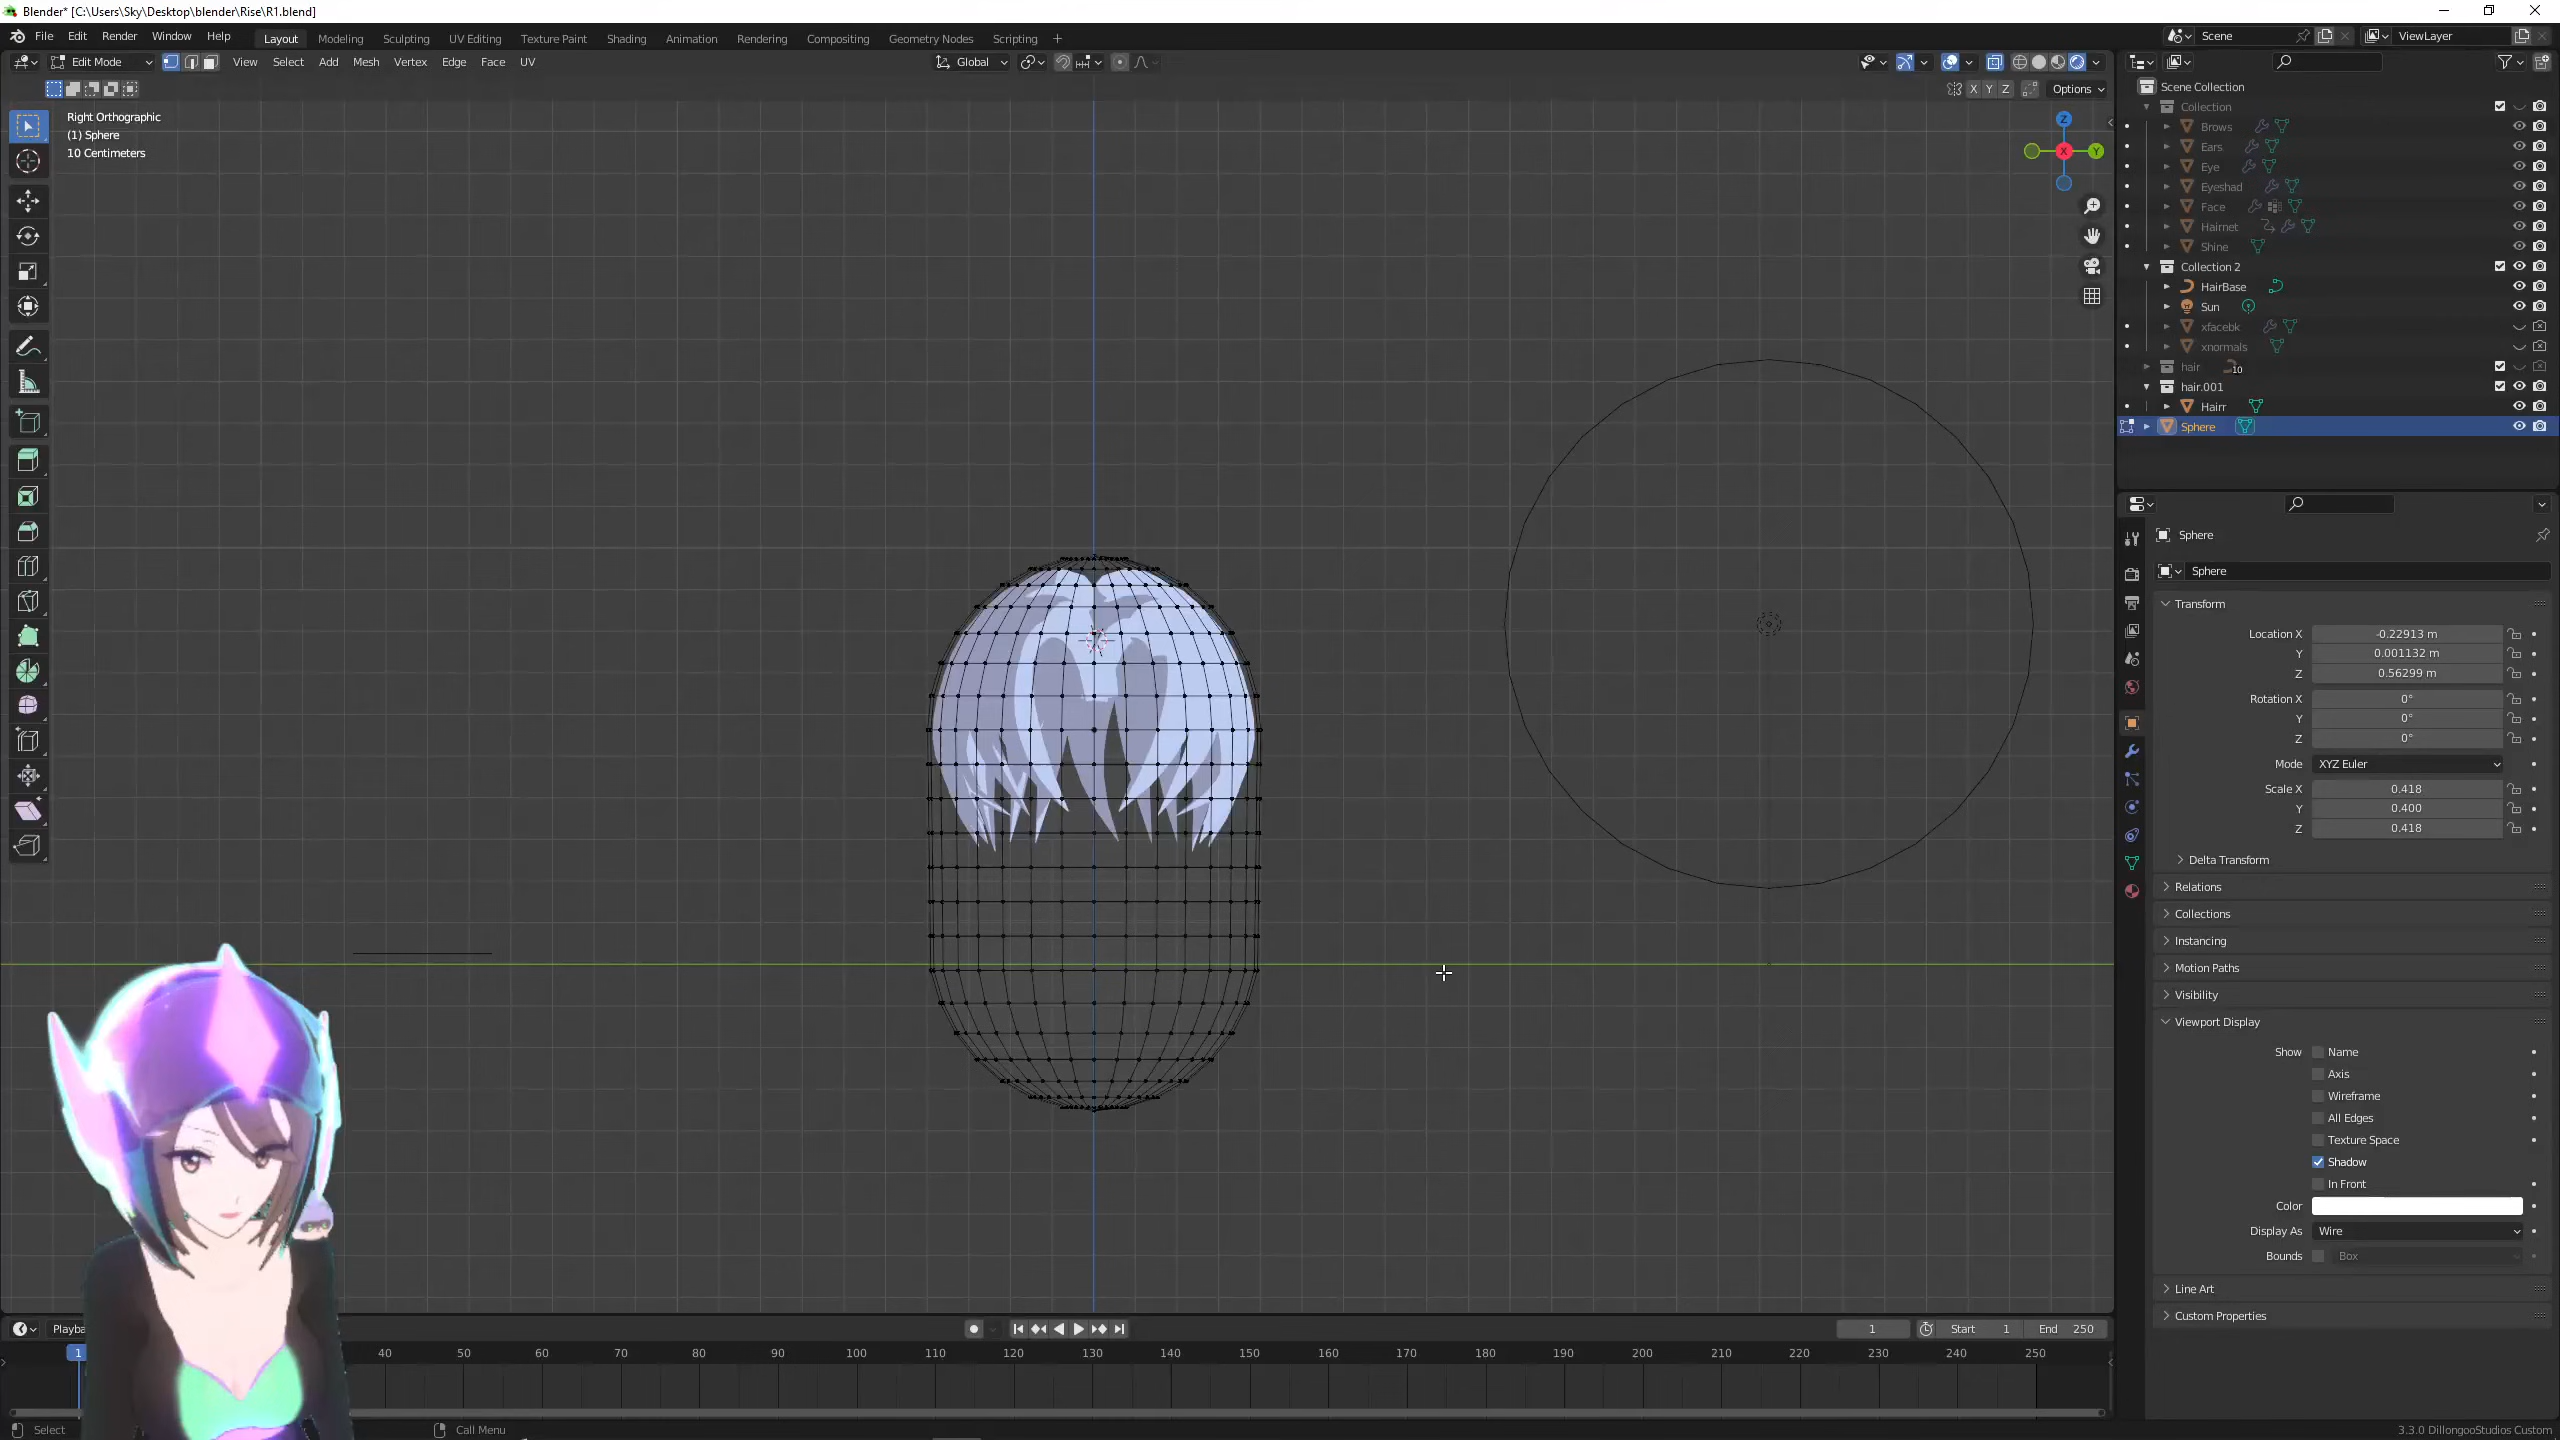 Blender* [C:\Users\Sky\Desktop\blender\Rise\R1.blend]
File Edit Render Window Help Layout Modeling Sculpting UV Editing Texture Paint Shading Animation Rendering Compositing Geometry Nodes Scripting + Scene ViewLayer
Edit Mode View Select Add Mesh Vertex Edge Face UV Global
X Y Z Options
Right Orthographic
(1) Sphere
10 Centimeters
Z
X Y
Scene Collection
Collection
Brows
Ears
Eye
Eyeshad
Face
Hairnet
Shine
Collection 2
HairBase
Sun
xfacebk
xnormals
hair 10
hair.001
Hairr
Sphere
Sphere
Sphere
Transform
Location X -0.22913 m
Y 0.001132 m
Z 0.56299 m
Rotation X 0°
Y 0°
Z 0°
Mode XYZ Euler
Scale X 0.418
Y 0.400
Z 0.418
Delta Transform
Relations
Collections
Instancing
Motion Paths
Visibility
Viewport Display
Show Name
Axis
Wireframe
All Edges
Texture Space
Shadow
In Front
Color
Display As Wire
Bounds Box
Line Art
Custom Properties
Playba 1 Start 1 End 250
1 40 50 60 70 80 90 100 110 120 130 140 150 160 170 180 190 200 210 220 230 240 250
Select Call Menu 3.3.0 DillongooStudios Custom